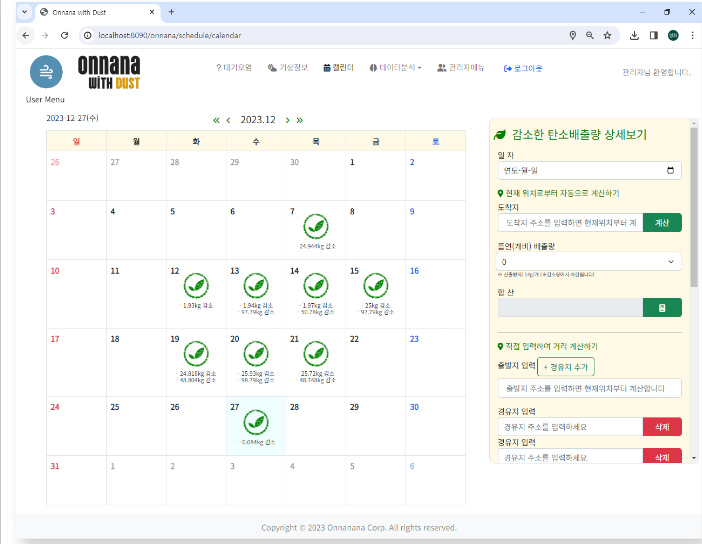 Onnana with Dust
localhost:8090/onnana/schedule/calendar
onnana
WITH DUST
? 대기오염
기상정보
캘린더
데이터분석
관리자메뉴
로그아웃
관리자님 환영합니다.
User Menu
2023-12-27(수)
« ‹ 2023.12 › »
일 월 화 수 목 금 토
26 27 28 29 30 1 2
3 4 5 6 7 8 9
24.944kg 감소
10 11 12 13 14 15 16
1.93kg 감소
1.94kg 감소
97.79kg 감소
1.97kg 감소
50.78kg 감소
25kg 감소
97.79kg 감소
17 18 19 20 21 22 23
24.818kg 감소
48.804kg 감소
25.93kg 감소
98.79kg 감소
25.72kg 감소
48.748kg 감소
24 25 26 27 28 29 30
0.084kg 감소
31 1 2 3 4 5 6
감소한 탄소배출량 상세보기
일 자
연도-월-일
현재 위치로부터 자동으로 계산하기
도착지
도착지 주소를 입력하면 현재위치부터 계
계산
흡연(개비) 배출량
0
합 산
직접 입력하여 거리 계산하기
출발지 입력
+ 경유지 추가
출발지 주소를 입력하면 현재위치부터 계산합니다
경유지 입력
경유지 주소를 입력하세요
삭제
경유지 입력
경유지 주소를 입력하세요
삭제
Copyright © 2023 Onnanana Corp. All rights reserved.